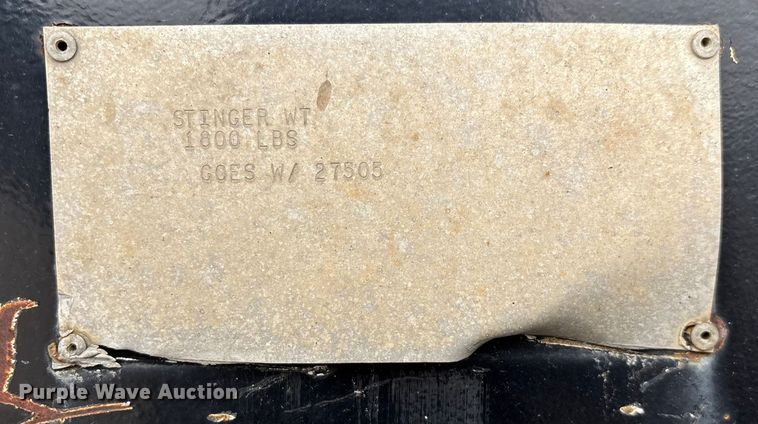 STINGER WT
1800 LBS
GOES W/ 27505
Purple Wave Auction